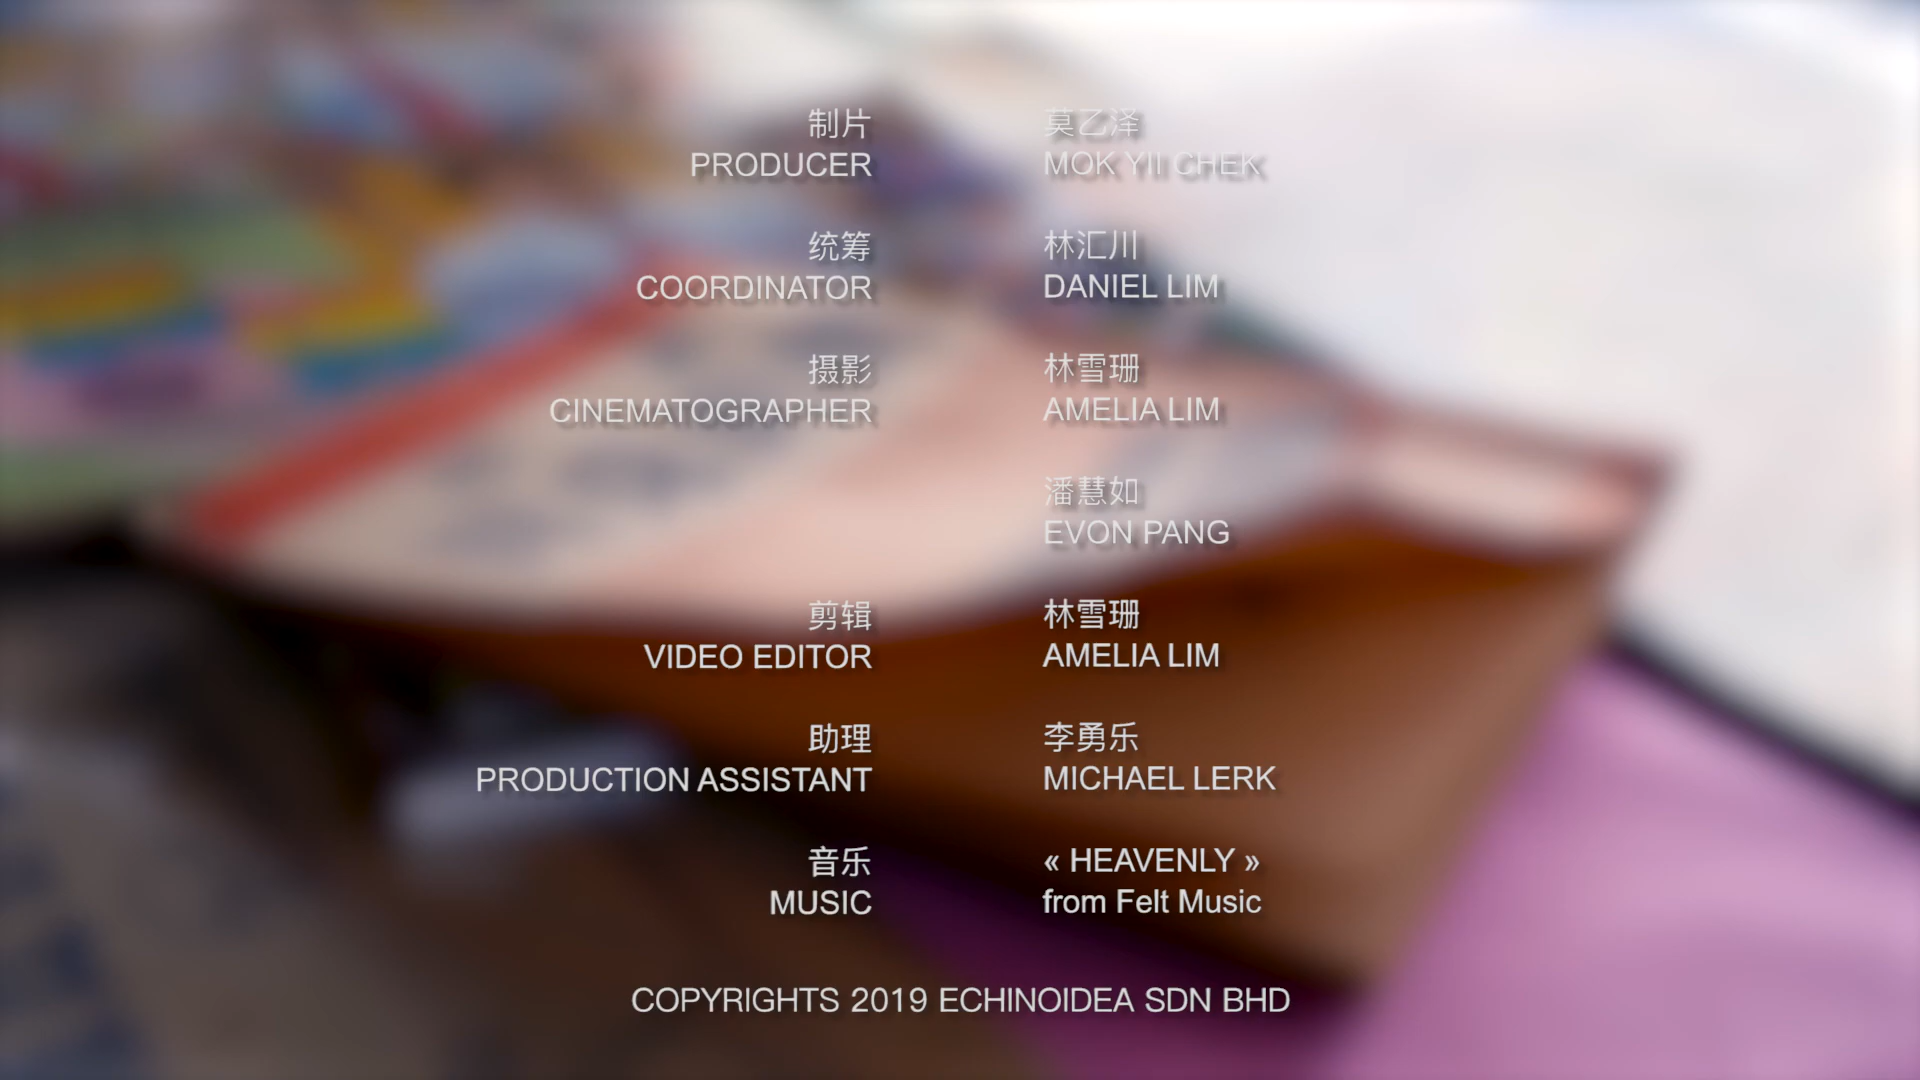 制片 莫乙泽
PRODUCER MOK YII CHEK
统筹 林汇川
COORDINATOR DANIEL LIM
摄影 林雪珊
CINEMATOGRAPHER AMELIA LIM
潘慧如
EVON PANG
剪辑 林雪珊
VIDEO EDITOR AMELIA LIM
助理 李勇乐
PRODUCTION ASSISTANT MICHAEL LERK
音乐 « HEAVENLY »
MUSIC from Felt Music
COPYRIGHTS 2019 ECHINOIDEA SDN BHD